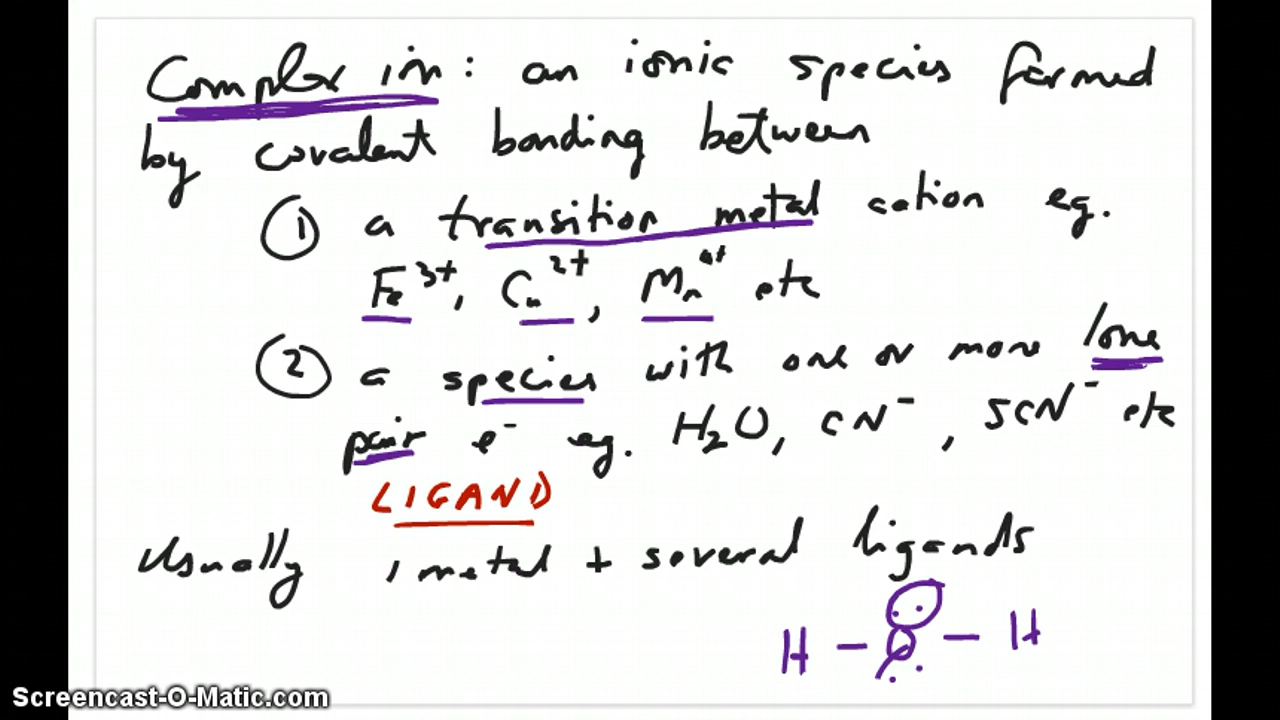 Complex ion: an ionic species formed
by covalent bonding between
① a transition metal cation eg.
Fe³⁺, Cu²⁺, Mn⁴⁺ etc
② a species with one or more lone
pair e⁻ eg. H₂O, CN⁻, SCN⁻ etc
LIGAND
Usually 1 metal + several ligands
H - O - H
Screencast-O-Matic.com